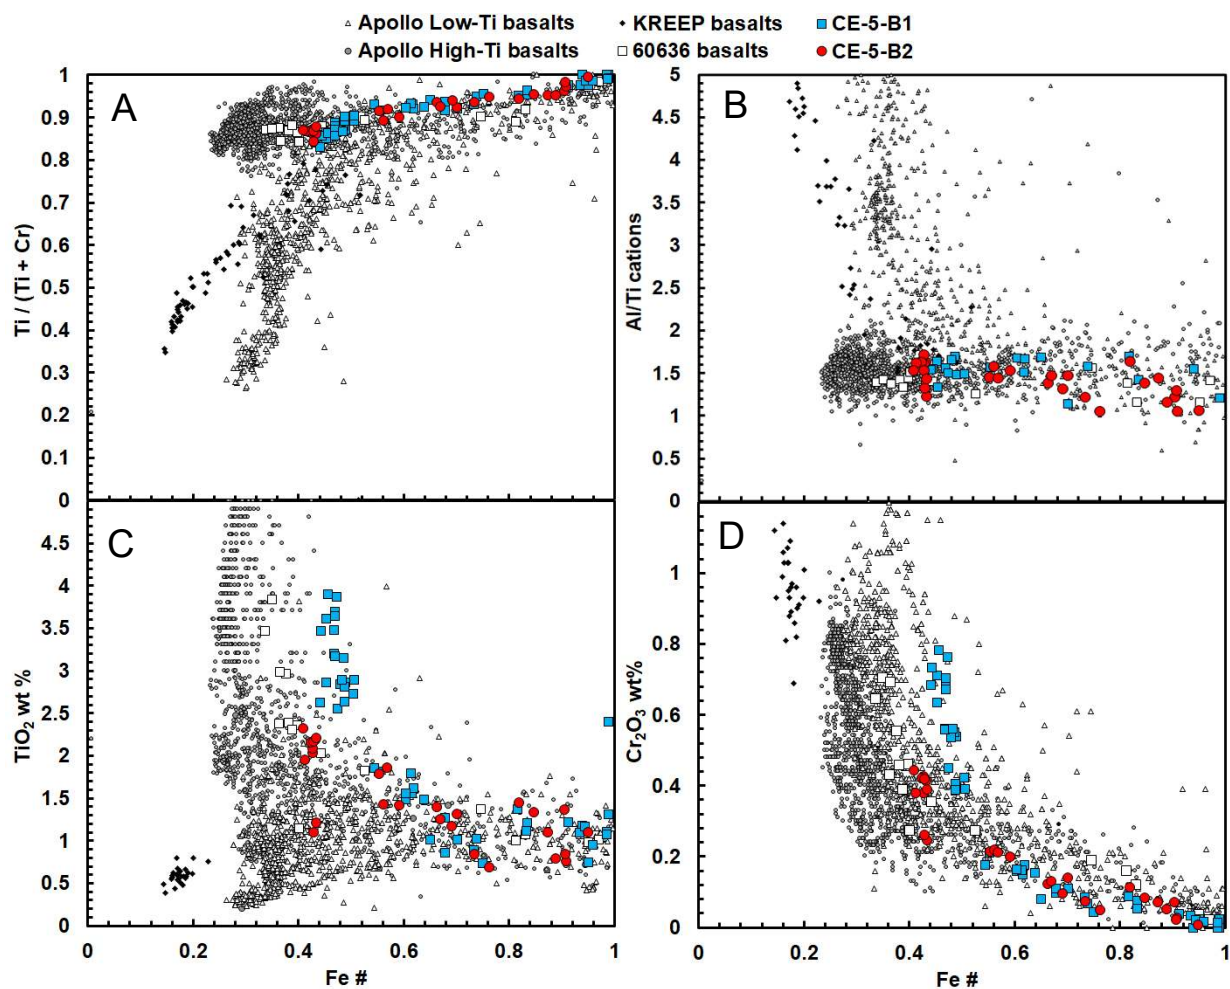 Apollo Low-Ti basalts KREEP basalts CE-5-B1
Apollo High-Ti basalts 60636 basalts CE-5-B2
A
Ti / (Ti + Cr)
1
0.9
0.8
0.7
0.6
0.5
0.4
0.3
0.2
0.1
0
B
Al/Ti cations
5
4.5
4
3.5
3
2.5
2
1.5
1
0.5
0
C
TiO2 wt %
4.5
4
3.5
3
2.5
2
1.5
1
0.5
0
0 0.2 0.4 0.6 0.8 1
Fe #
D
Cr2O3 wt%
1
0.8
0.6
0.4
0.2
0
0 0.2 0.4 0.6 0.8 1
Fe #